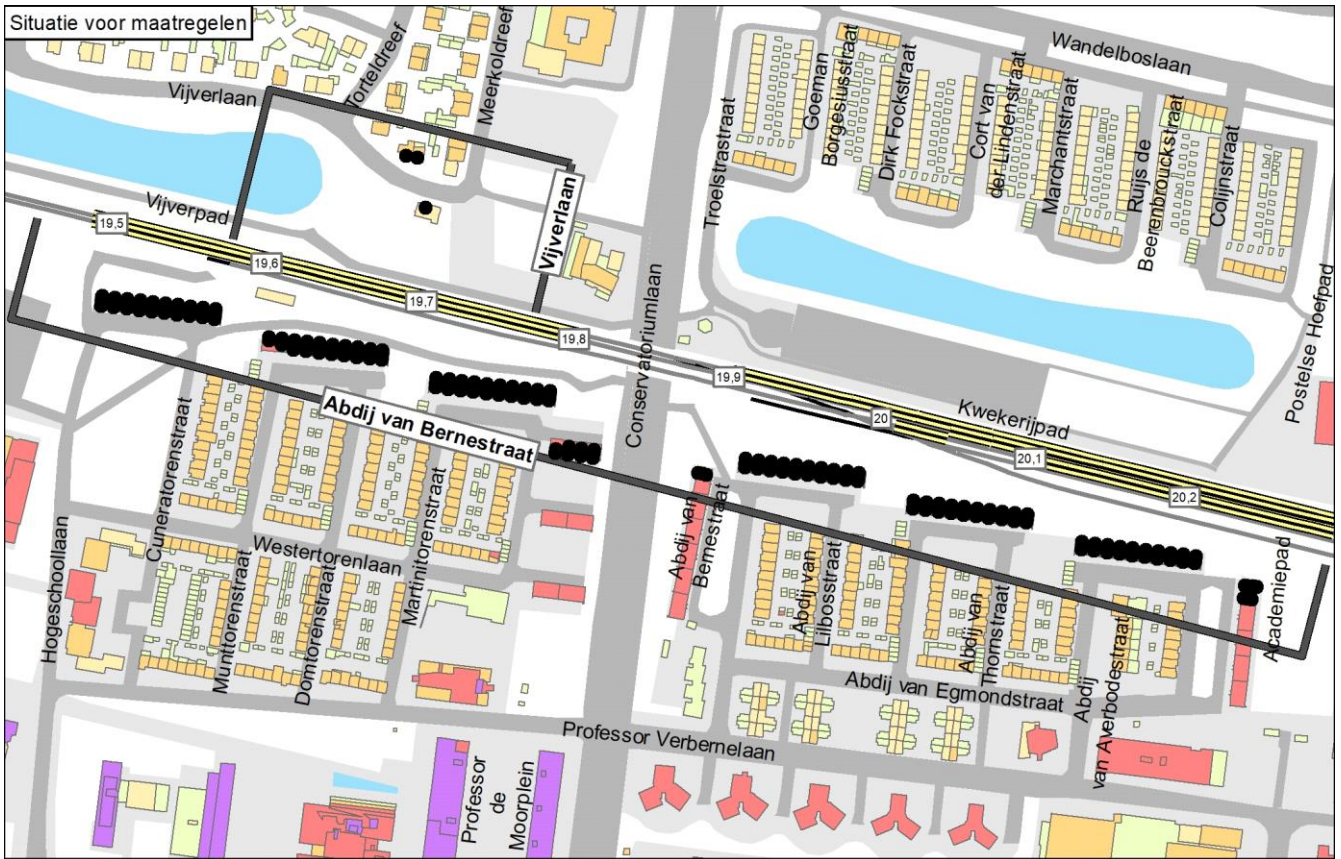 Situatie voor maatregelen
Torteldreef
Meerkoldreef
Vijverlaan
Wandelboslaan
Goeman
Borgesiusstraat
Dirk Fockstraat
Cort van
der Lindenstraat
Marchantstraat
Ruijs de
Beerenbrouckstraat
Colijnstraat
Troelstrastraat
Vijverpad
Vijverlaan
19,5
19,6
19,7
19,8
19,9
20
20,1
20,2
Conservatoriumlaan
Kwekerijpad
Postelse Hoefpad
Abdij van Bernestraat
Hogeschoollaan
Cuneratorenstraat
Westertorenlaan
Munttorenstraat
Domtorenstraat
Martinitorenstraat
Abdij van
Bernestraat
Abdij van
Lilbosstraat
Abdij van
Thornstraat
Abdij
van Averbodestraat
Academiepad
Abdij van Egmondstraat
Professor Verbernelaan
Professor
de
Moorplein